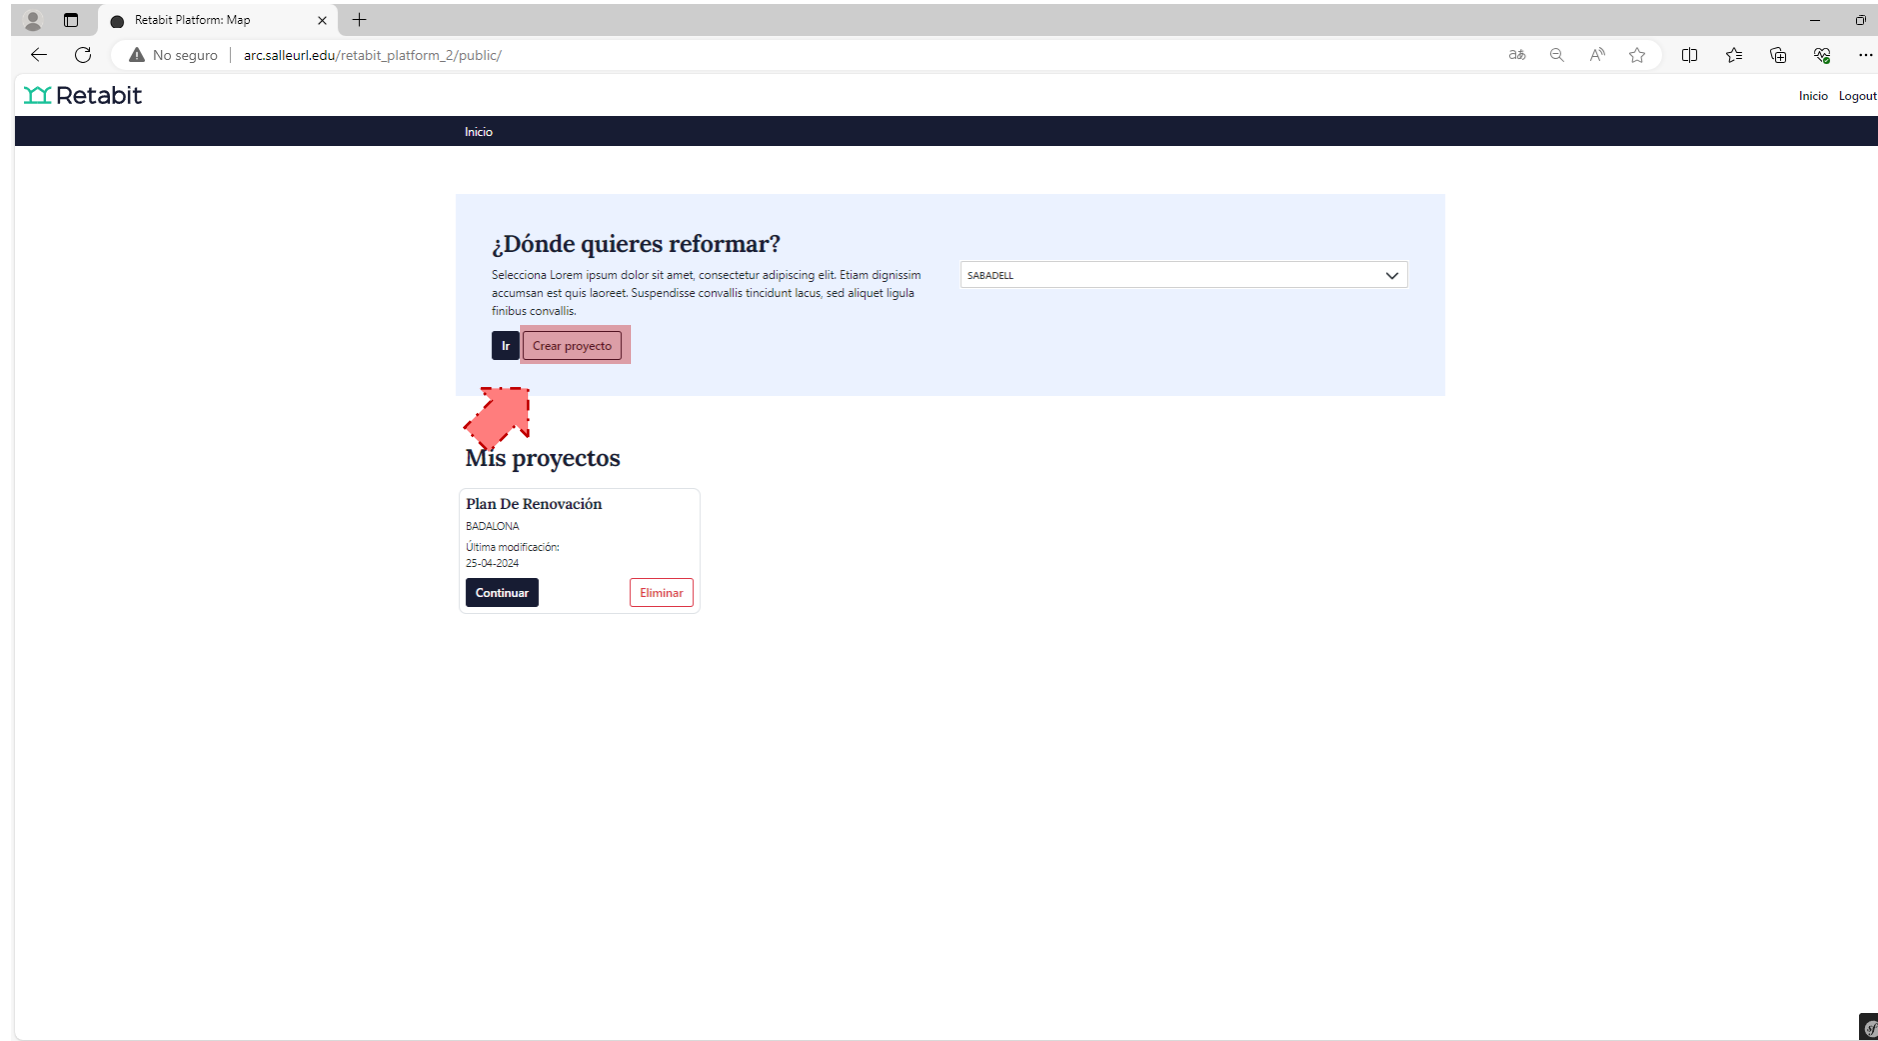 Retabit Platform: Map
No seguro arc.salleurl.edu/retabit_platform_2/public/
Retabit
Inicio Logout
Inicio
¿Dónde quieres reformar?
Selecciona Lorem ipsum dolor sit amet, consectetur adipiscing elit. Etiam dignissim
accumsan est quis laoreet. Suspendisse convallis tincidunt lacus, sed aliquet ligula
finibus convallis.
SABADELL
Ir Crear proyecto
Mis proyectos
Plan De Renovación
BADALONA
Última modificación:
25-04-2024
Continuar Eliminar
sf